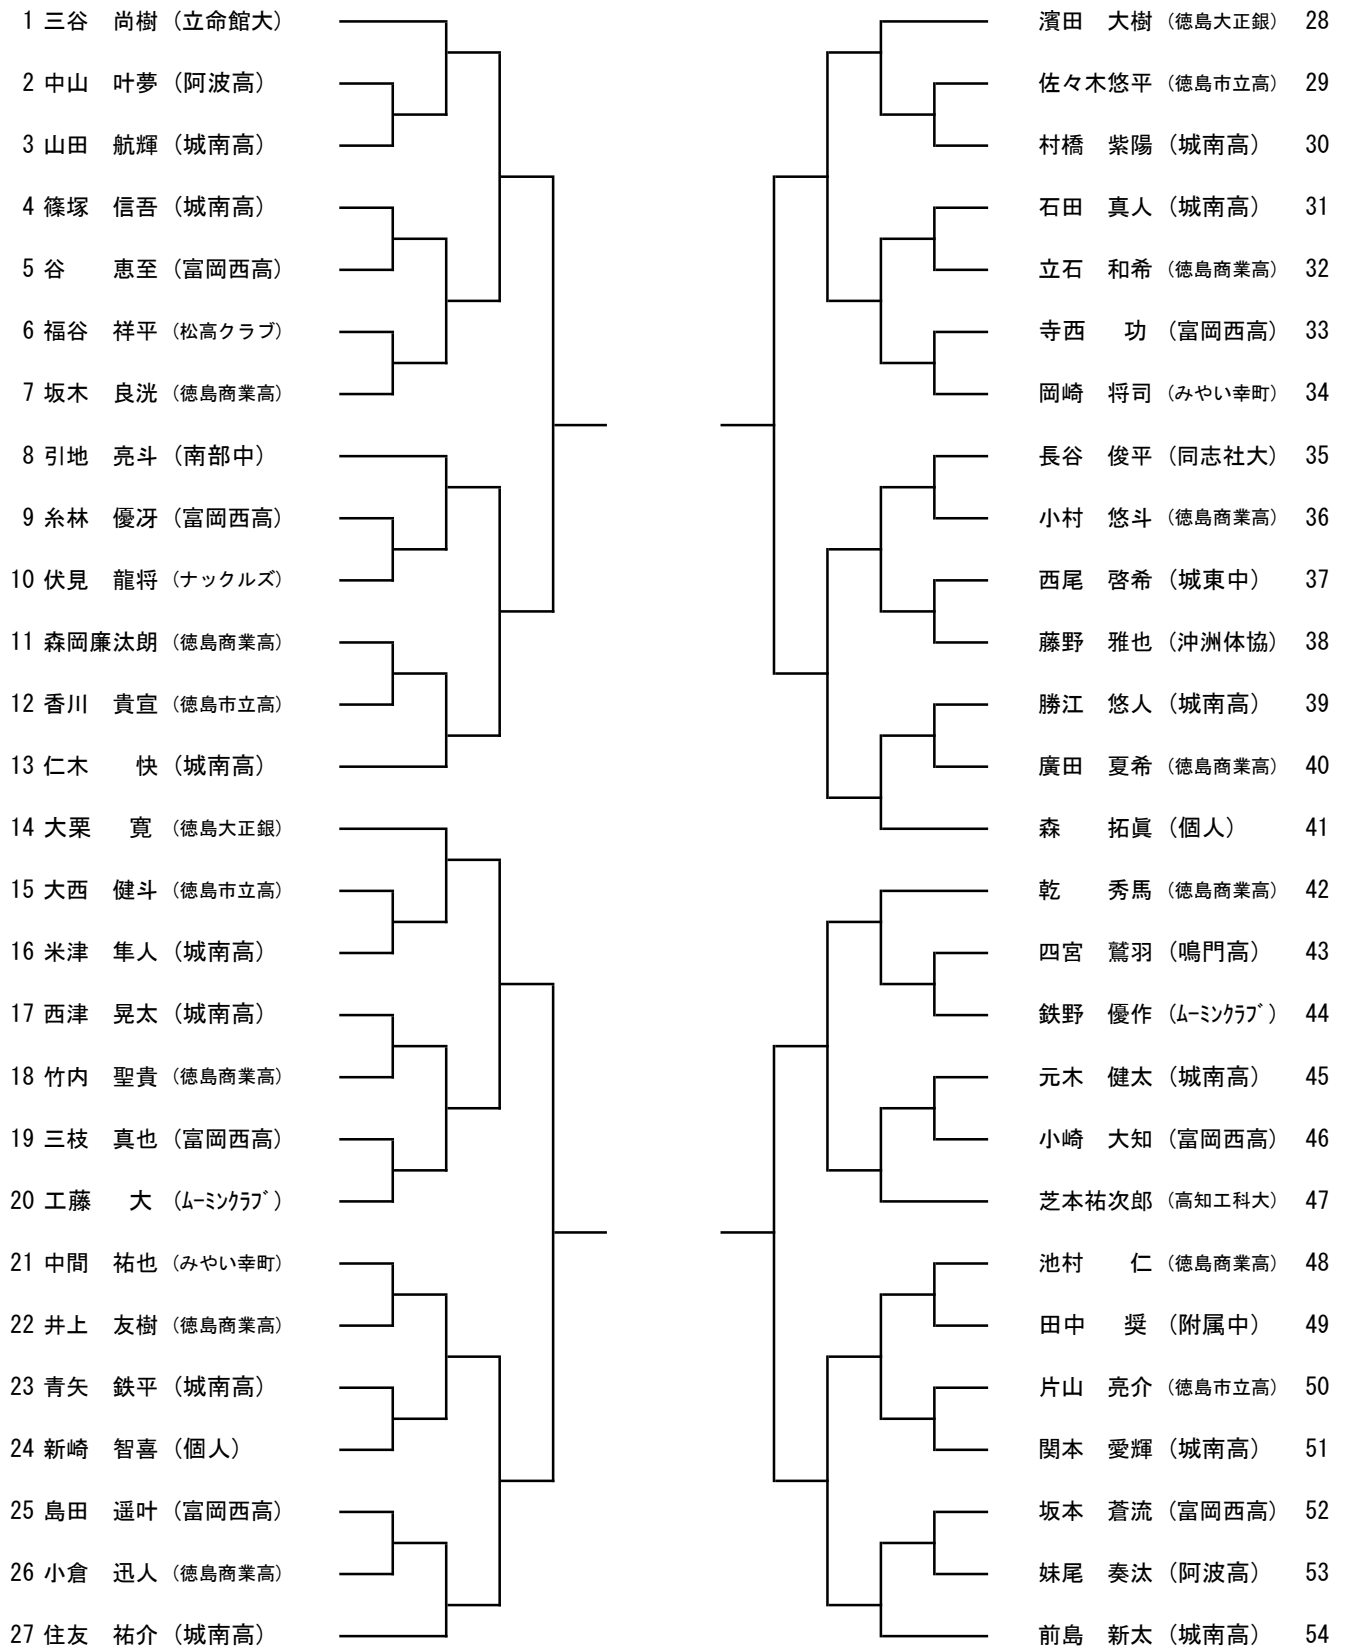 1 三谷　尚樹（立命館大）
2 中山　叶夢（阿波高）
3 山田　航輝（城南高）
4 篠塚　信吾（城南高）
5 谷　　恵至（富岡西高）
6 福谷　祥平（松高クラブ）
7 坂木　良洸（徳島商業高）
8 引地　亮斗（南部中）
9 糸林　優冴（富岡西高）
10 伏見　龍将（ナックルズ）
11 森岡廉汰朗（徳島商業高）
12 香川　貴宣（徳島市立高）
13 仁木　　快（城南高）
14 大栗　　寛（徳島大正銀）
15 大西　健斗（徳島市立高）
16 米津　隼人（城南高）
17 西津　晃太（城南高）
18 竹内　聖貴（徳島商業高）
19 三枝　真也（富岡西高）
20 工藤　　大（ﾑｰﾐﾝｸﾗﾌﾞ）
21 中間　祐也（みやい幸町）
22 井上　友樹（徳島商業高）
23 青矢　鉄平（城南高）
24 新崎　智喜（個人）
25 島田　遥叶（富岡西高）
26 小倉　迅人（徳島商業高）
27 住友　祐介（城南高）
濱田　大樹（徳島大正銀） 28
佐々木悠平（徳島市立高） 29
村橋　紫陽（城南高） 30
石田　真人（城南高） 31
立石　和希（徳島商業高） 32
寺西　　功（富岡西高） 33
岡崎　将司（みやい幸町） 34
長谷　俊平（同志社大） 35
小村　悠斗（徳島商業高） 36
西尾　啓希（城東中） 37
藤野　雅也（沖洲体協） 38
勝江　悠人（城南高） 39
廣田　夏希（徳島商業高） 40
森　　拓眞（個人） 41
乾　　秀馬（徳島商業高） 42
四宮　鷲羽（鳴門高） 43
鉄野　優作（ﾑｰﾐﾝｸﾗﾌﾞ） 44
元木　健太（城南高） 45
小崎　大知（富岡西高） 46
芝本祐次郎（高知工科大） 47
池村　　仁（徳島商業高） 48
田中　　奨（附属中） 49
片山　亮介（徳島市立高） 50
関本　愛輝（城南高） 51
坂本　蒼流（富岡西高） 52
妹尾　奏汰（阿波高） 53
前島　新太（城南高） 54